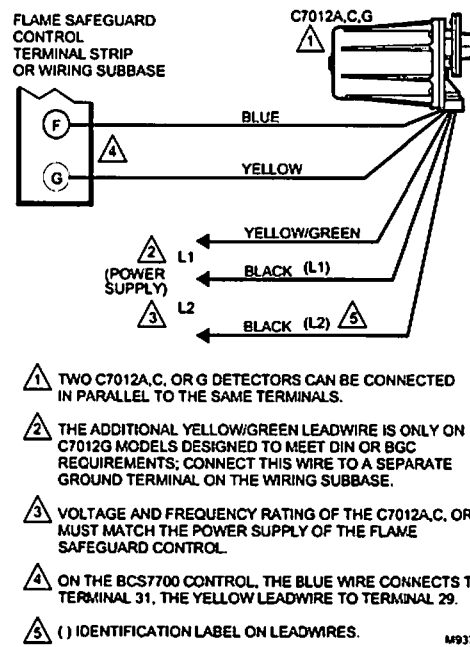 FLAME SAFEGUARD
CONTROL
TERMINAL STRIP
OR WIRING SUBBASE
C7012A,C,G
1
F
BLUE
4
G
YELLOW
YELLOW/GREEN
2 L1
(POWER
SUPPLY)
BLACK (L1)
3 L2
BLACK (L2) 5
1 TWO C7012A,C, OR G DETECTORS CAN BE CONNECTED
IN PARALLEL TO THE SAME TERMINALS.
2 THE ADDITIONAL YELLOW/GREEN LEADWIRE IS ONLY ON
C7012G MODELS DESIGNED TO MEET DIN OR BGC
REQUIREMENTS; CONNECT THIS WIRE TO A SEPARATE
GROUND TERMINAL ON THE WIRING SUBBASE.
3 VOLTAGE AND FREQUENCY RATING OF THE C7012A,C, OR
MUST MATCH THE POWER SUPPLY OF THE FLAME
SAFEGUARD CONTROL.
4 ON THE BCS7700 CONTROL, THE BLUE WIRE CONNECTS T
TERMINAL 31, THE YELLOW LEADWIRE TO TERMINAL 29.
5 ( ) IDENTIFICATION LABEL ON LEADWIRES.